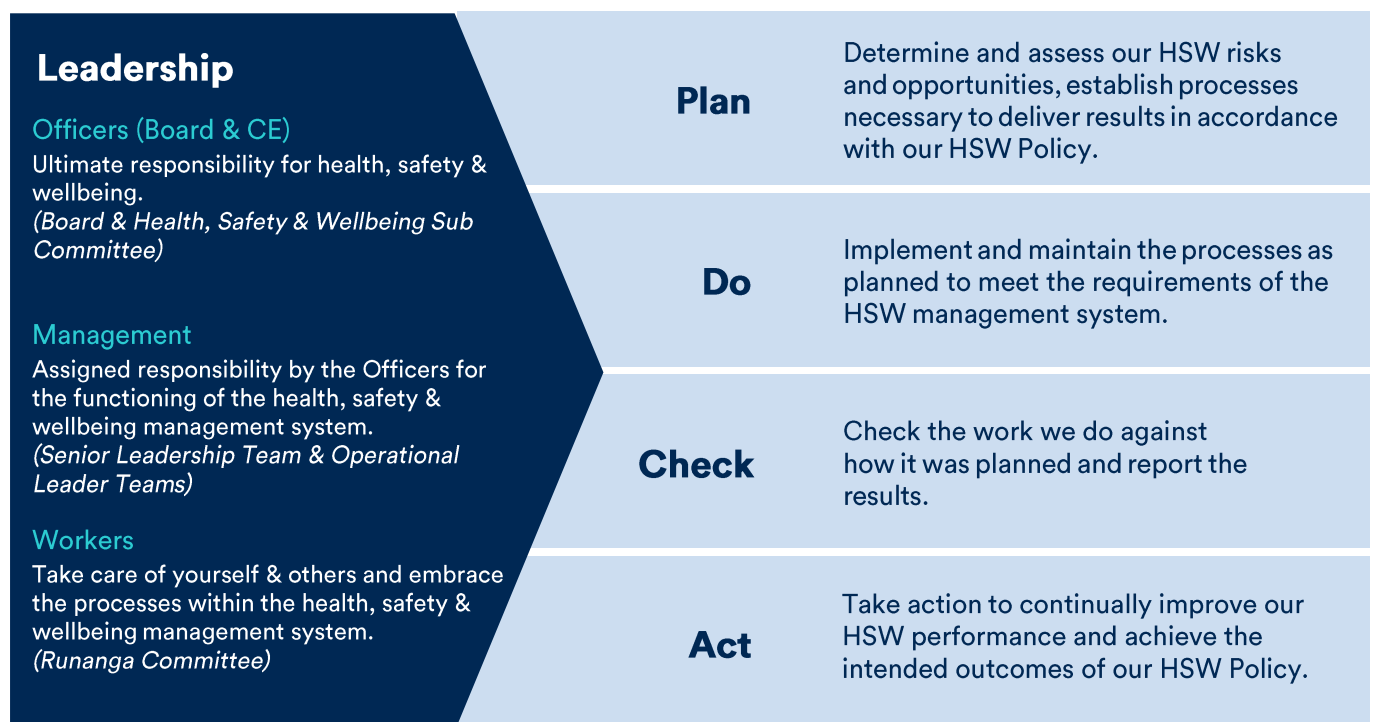 Leadership
Officers (Board & CE)
Ultimate responsibility for health, safety &
wellbeing.
(Board & Health, Safety & Wellbeing Sub
Committee)
Management
Assigned responsibility by the Officers for
the functioning of the health, safety &
wellbeing management system.
(Senior Leadership Team & Operational
Leader Teams)
Workers
Take care of yourself & others and embrace
the processes within the health, safety &
wellbeing management system.
(Runanga Committee)
Plan
Determine and assess our HSW risks
and opportunities, establish processes
necessary to deliver results in accordance
with our HSW Policy.
Do
Implement and maintain the processes as
planned to meet the requirements of the
HSW management system.
Check
Check the work we do against
how it was planned and report the
results.
Act
Take action to continually improve our
HSW performance and achieve the
intended outcomes of our HSW Policy.